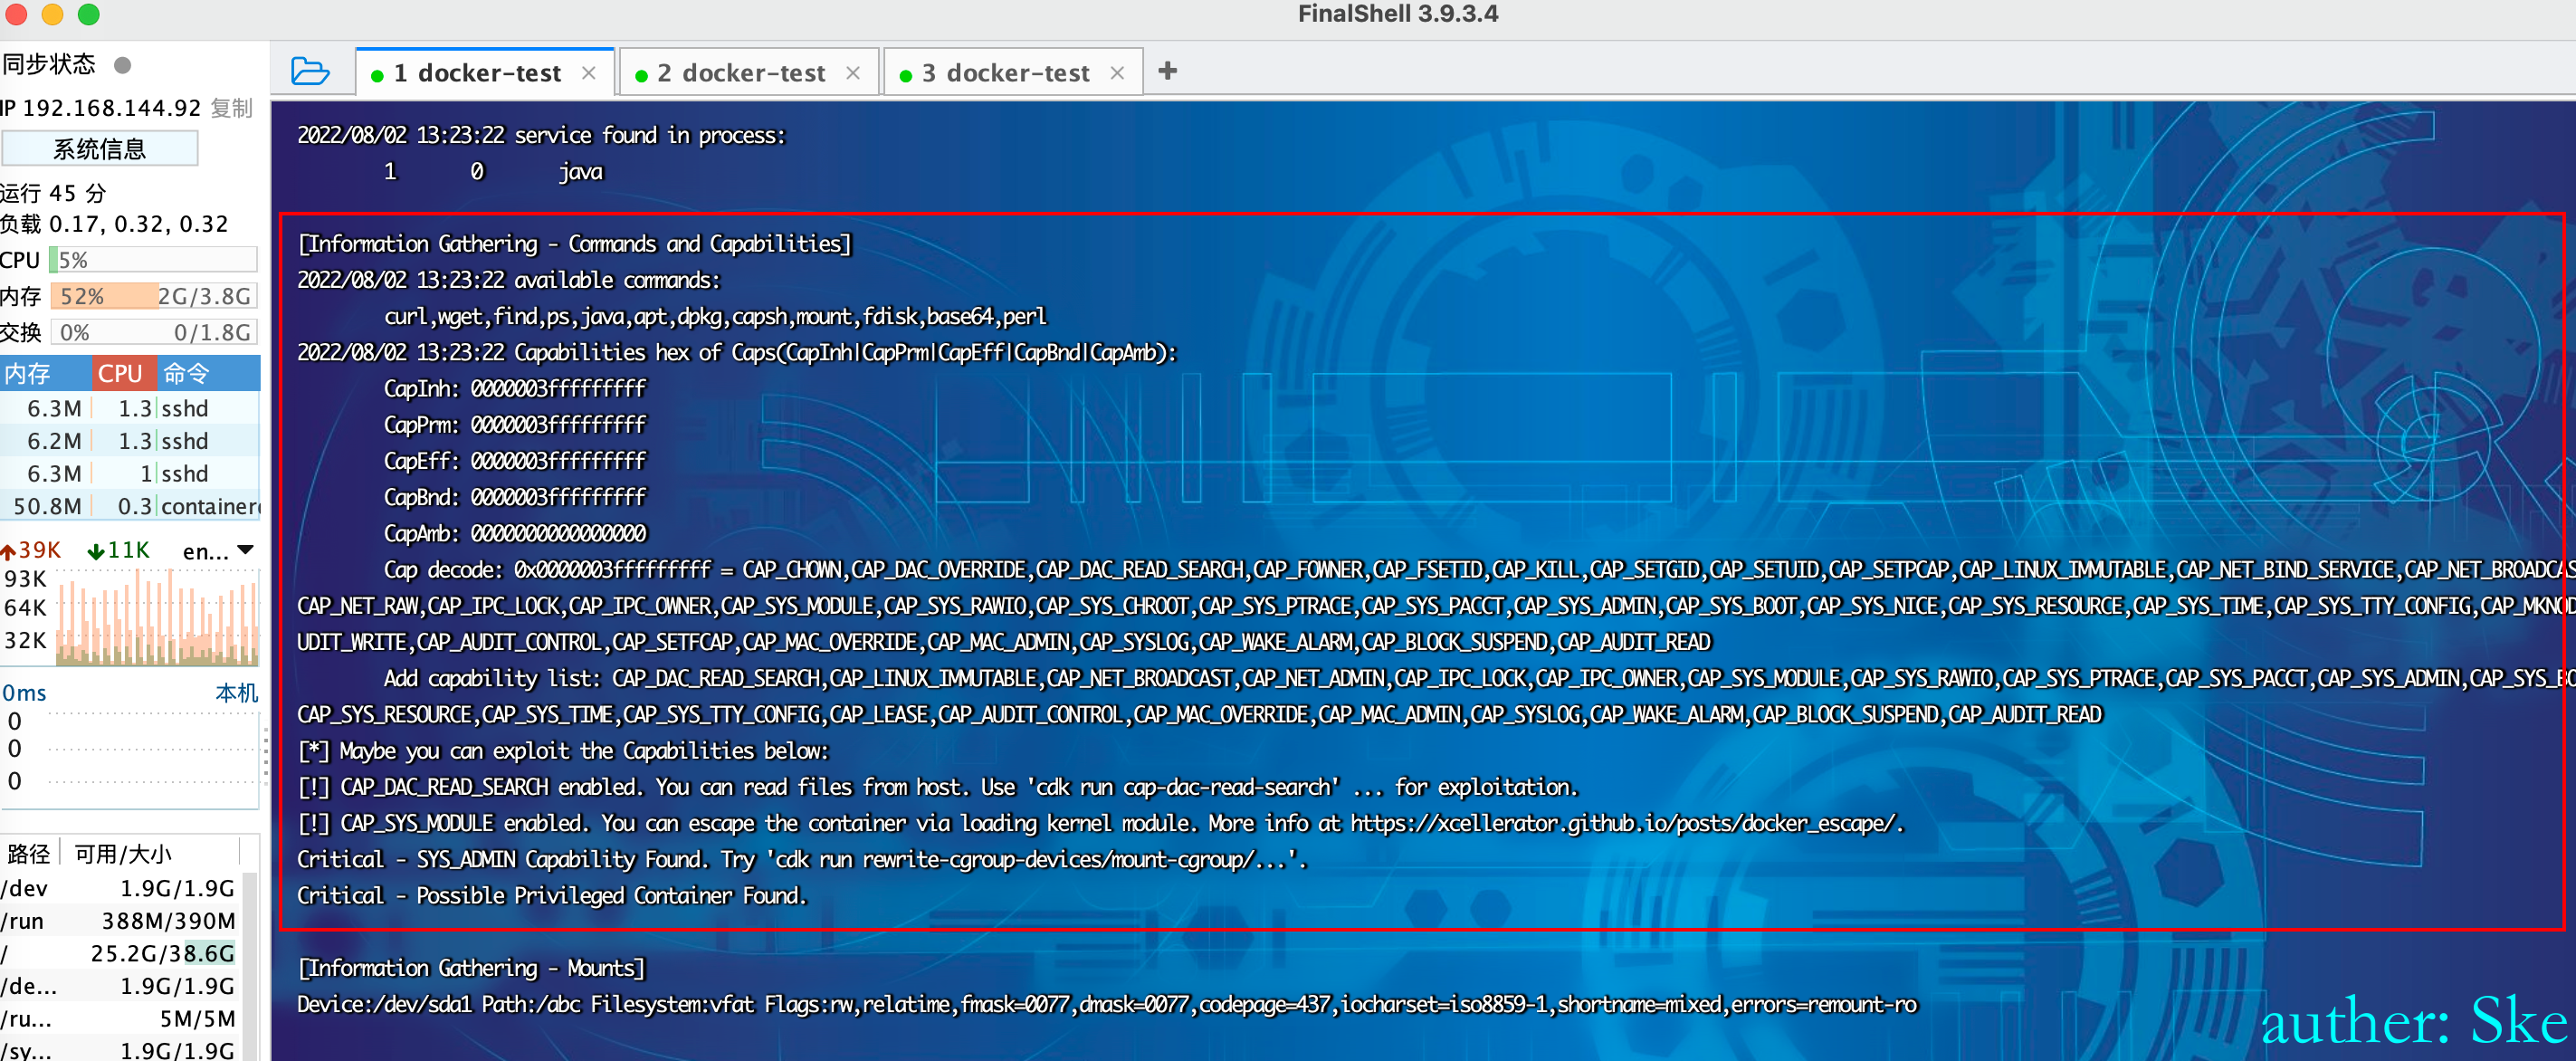 FinalShell 3.9.3.4
同步状态
IP 192.168.144.92 复制
系统信息
运行 45 分
负载 0.17, 0.32, 0.32
CPU 5%
内存 52% 2G/3.8G
交换 0% 0/1.8G
内存 CPU 命令
6.3M 1.3 sshd
6.2M 1.3 sshd
6.3M 1 sshd
50.8M 0.3 container
39K 11K en...
93K
64K
32K
0ms 本机
0
0
0
路径 可用/大小
/dev 1.9G/1.9G
/run 388M/390M
/ 25.2G/38.6G
/de... 1.9G/1.9G
/ru... 5M/5M
/sy... 1.9G/1.9G
1 docker-test × 2 docker-test × 3 docker-test × +
2022/08/02 13:23:22 service found in process:
1 0 java
[Information Gathering - Commands and Capabilities]
2022/08/02 13:23:22 available commands:
curl,wget,find,ps,java,apt,dpkg,capsh,mount,fdisk,base64,perl
2022/08/02 13:23:22 Capabilities hex of Caps(CapInh|CapPrm|CapEff|CapBnd|CapAmb):
CapInh: 0000003fffffffff
CapPrm: 0000003fffffffff
CapEff: 0000003fffffffff
CapBnd: 0000003fffffffff
CapAmb: 0000000000000000
Cap decode: 0x0000003fffffffff = CAP_CHOWN,CAP_DAC_OVERRIDE,CAP_DAC_READ_SEARCH,CAP_FOWNER,CAP_FSETID,CAP_KILL,CAP_SETGID,CAP_SETUID,CAP_SETPCAP,CAP_LINUX_IMMUTABLE,CAP_NET_BIND_SERVICE,CAP_NET_BROADCAS
CAP_NET_RAW,CAP_IPC_LOCK,CAP_IPC_OWNER,CAP_SYS_MODULE,CAP_SYS_RAWIO,CAP_SYS_CHROOT,CAP_SYS_PTRACE,CAP_SYS_PACCT,CAP_SYS_ADMIN,CAP_SYS_BOOT,CAP_SYS_NICE,CAP_SYS_RESOURCE,CAP_SYS_TIME,CAP_SYS_TTY_CONFIG,CAP_MKNOD
UDIT_WRITE,CAP_AUDIT_CONTROL,CAP_SETFCAP,CAP_MAC_OVERRIDE,CAP_MAC_ADMIN,CAP_SYSLOG,CAP_WAKE_ALARM,CAP_BLOCK_SUSPEND,CAP_AUDIT_READ
Add capability list: CAP_DAC_READ_SEARCH,CAP_LINUX_IMMUTABLE,CAP_NET_BROADCAST,CAP_NET_ADMIN,CAP_IPC_LOCK,CAP_IPC_OWNER,CAP_SYS_MODULE,CAP_SYS_RAWIO,CAP_SYS_PTRACE,CAP_SYS_PACCT,CAP_SYS_ADMIN,CAP_SYS_BO
CAP_SYS_RESOURCE,CAP_SYS_TIME,CAP_SYS_TTY_CONFIG,CAP_LEASE,CAP_AUDIT_CONTROL,CAP_MAC_OVERRIDE,CAP_MAC_ADMIN,CAP_SYSLOG,CAP_WAKE_ALARM,CAP_BLOCK_SUSPEND,CAP_AUDIT_READ
[*] Maybe you can exploit the Capabilities below:
[!] CAP_DAC_READ_SEARCH enabled. You can read files from host. Use 'cdk run cap-dac-read-search' ... for exploitation.
[!] CAP_SYS_MODULE enabled. You can escape the container via loading kernel module. More info at https://xcellerator.github.io/posts/docker_escape/.
Critical - SYS_ADMIN Capability Found. Try 'cdk run rewrite-cgroup-devices/mount-cgroup/...'.
Critical - Possible Privileged Container Found.
[Information Gathering - Mounts]
Device:/dev/sda1 Path:/abc Filesystem:vfat Flags:rw,relatime,fmask=0077,dmask=0077,codepage=437,iocharset=iso8859-1,shortname=mixed,errors=remount-ro
auther: Ske